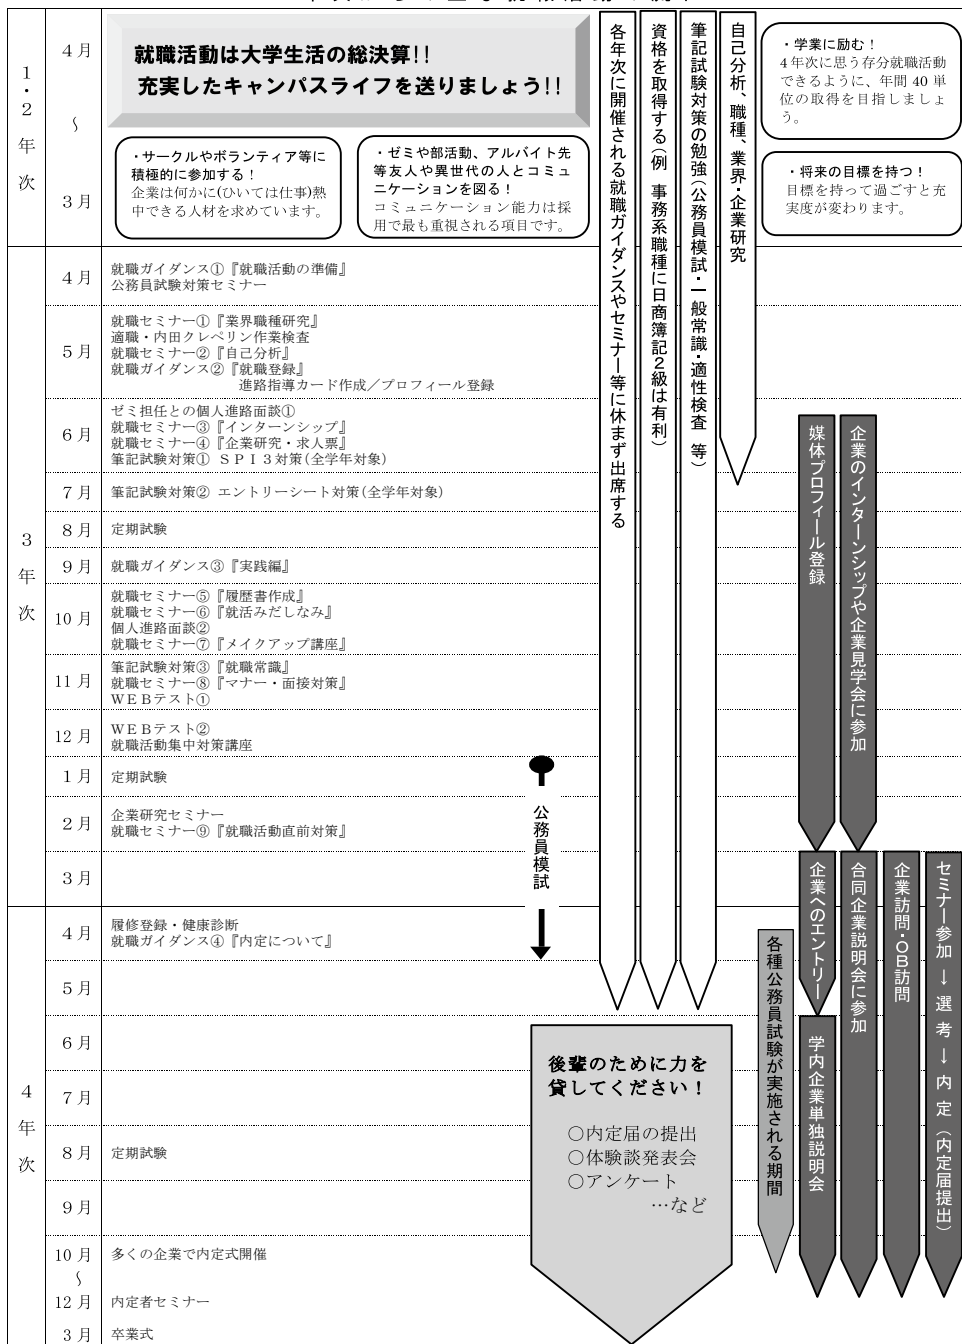 1・2年次
4月
～
3月
就職活動は大学生活の総決算!!
充実したキャンパスライフを送りましょう!!
・サークルやボランティア等に
積極的に参加する！
企業は何かに(ひいては仕事)熱
中できる人材を求めています。
・ゼミや部活動、アルバイト先
等友人や異世代の人とコミュ
ニケーションを図る！
コミュニケーション能力は採
用で最も重視される項目です。
各年次に開催される就職ガイダンスやセミナー等に休まず出席する
資格を取得する(例　事務系職種に日商簿記2級は有利)
筆記試験対策の勉強(公務員模試・一般常識・適性検査　等)
自己分析、職種、業界・企業研究
・学業に励む！
4年次に思う存分就職活動
できるように、年間 40 単
位の取得を目指しましょ
う。
・将来の目標を持つ！
目標を持って過ごすと充
実度が変わります。
3年次
4月
就職ガイダンス①『就職活動の準備』
公務員試験対策セミナー
5月
就職セミナー①『業界職種研究』
適職・内田クレペリン作業検査
就職セミナー②『自己分析』
就職ガイダンス②『就職登録』
進路指導カード作成／プロフィール登録
6月
ゼミ担任との個人進路面談①
就職セミナー③『インターンシップ』
就職セミナー④『企業研究・求人票』
筆記試験対策① ＳＰＩ３対策(全学年対象)
7月
筆記試験対策② エントリーシート対策(全学年対象)
8月
定期試験
9月
就職ガイダンス③『実践編』
10月
就職セミナー⑤『履歴書作成』
就職セミナー⑥『就活みだしなみ』
個人進路面談②
就職セミナー⑦『メイクアップ講座』
11月
筆記試験対策③『就職常識』
就職セミナー⑧『マナー・面接対策』
ＷＥＢテスト①
12月
ＷＥＢテスト②
就職活動集中対策講座
1月
定期試験
2月
企業研究セミナー
就職セミナー⑨『就職活動直前対策』
3月
公務員模試
媒体プロフィール登録
企業のインターンシップや企業見学会に参加
企業へのエントリー
合同企業説明会に参加
企業訪問・OB訪問
セミナー参加 → 選考 → 内定（内定届提出）
4年次
4月
履修登録・健康診断
就職ガイダンス④『内定について』
5月
6月
7月
8月
定期試験
9月
10月
多くの企業で内定式開催
～
12月
内定者セミナー
3月
卒業式
後輩のために力を
貸してください！
○内定届の提出
○体験談発表会
○アンケート
…など
各種公務員試験が実施される期間
学内企業単独説明会